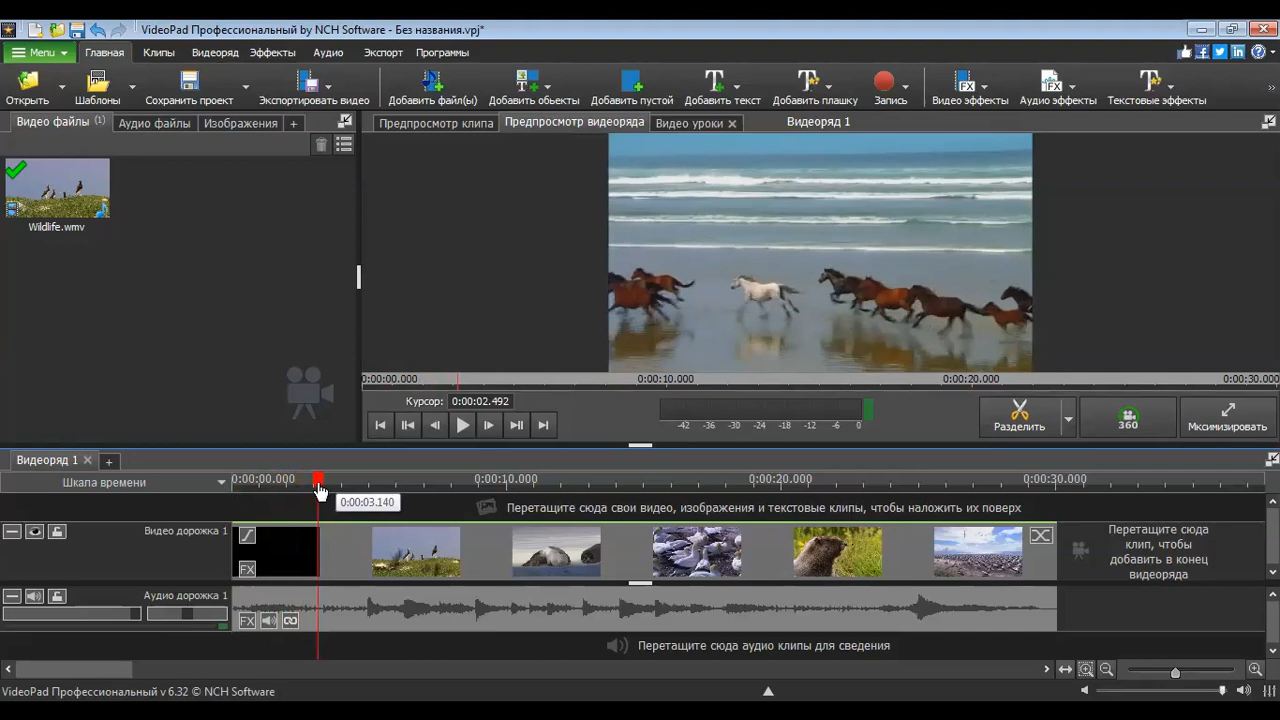 VideoPad Профессиональный by NCH Software - Без названия.vpj*
Menu Главная Клипы Видеоряд Эффекты Аудио Экспорт Программы
Открыть Шаблоны Сохранить проект Экспортировать видео Добавить файл(ы) Добавить объекты Добавить пустой Добавить текст Добавить плашку Запись Видео эффекты Аудио эффекты Текстовые эффекты
Видео файлы (1) Аудио файлы Изображения + Предпросмотр клипа Предпросмотр видеоряда Видео уроки Видеоряд 1
Wildlife.wmv
0:00:00.000 0:00:10.000 0:00:20.000 0:00:30.000
Курсор: 0:00:02.492
-42 -36 -30 -24 -18 -12 -6 0
Разделить 360 Мксимизировать
Видеоряд 1
Шкала времени 0:00:00.000 0:00:10.000 0:00:20.000 0:00:30.000
0:00:03.140
Перетащите сюда свои видео, изображения и текстовые клипы, чтобы наложить их поверх
Видео дорожка 1
FX
Перетащите сюда
клип, чтобы
добавить в конец
видеоряда
Аудио дорожка 1
FX
Перетащите сюда аудио клипы для сведения
VideoPad Профессиональный v 6.32 © NCH Software